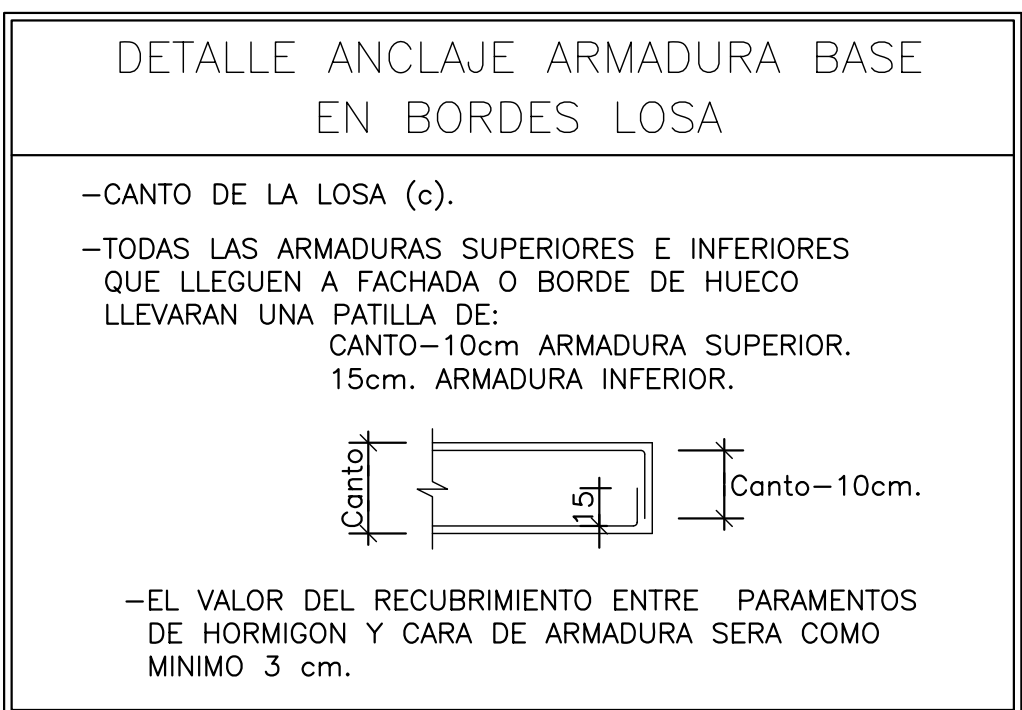 DETALLE ANCLAJE ARMADURA BASE
EN BORDES LOSA
-CANTO DE LA LOSA (c).
-TODAS LAS ARMADURAS SUPERIORES E INFERIORES
QUE LLEGUEN A FACHADA O BORDE DE HUECO
LLEVARAN UNA PATILLA DE:
CANTO-10cm ARMADURA SUPERIOR.
15cm. ARMADURA INFERIOR.
Canto
15
Canto-10cm.
-EL VALOR DEL RECUBRIMIENTO ENTRE PARAMENTOS
DE HORMIGON Y CARA DE ARMADURA SERA COMO
MINIMO 3 cm.